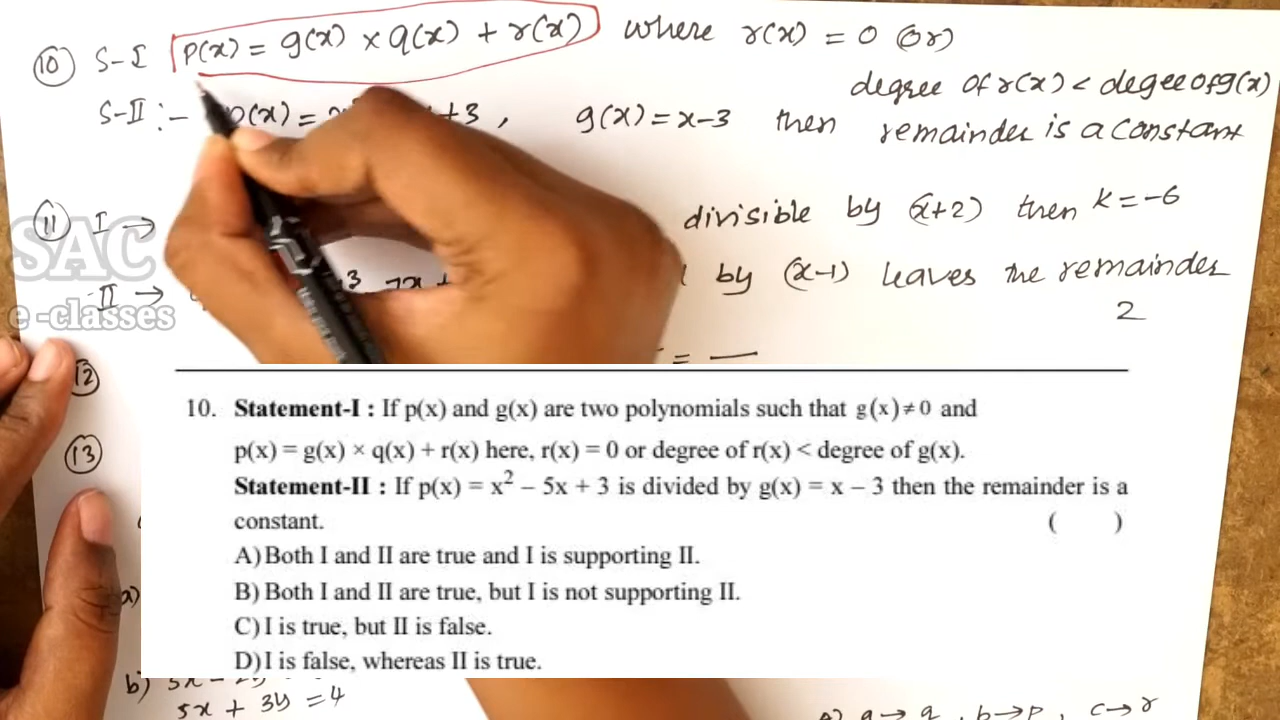 10 S-I P(x) = g(x) × q(x) + r(x) where r(x) = 0 (or)
degree of r(x) < degee of g(x)
S-II :- p(x) = +3 , g(x) = x-3 then remainder is a constant
11 I → divisible by (x+2) then k = -6
II → by (x-1) leaves the remainder
2
= —
SAC
e -classes
12
13
10. Statement-I : If p(x) and g(x) are two polynomials such that g(x) ≠ 0 and
p(x) = g(x) × q(x) + r(x) here, r(x) = 0 or degree of r(x) < degree of g(x).
Statement-II : If p(x) = x² – 5x + 3 is divided by g(x) = x – 3 then the remainder is a
constant. ( )
A) Both I and II are true and I is supporting II.
B) Both I and II are true, but I is not supporting II.
C) I is true, but II is false.
D) I is false, whereas II is true.
a)
b)
5x + 3y = 4